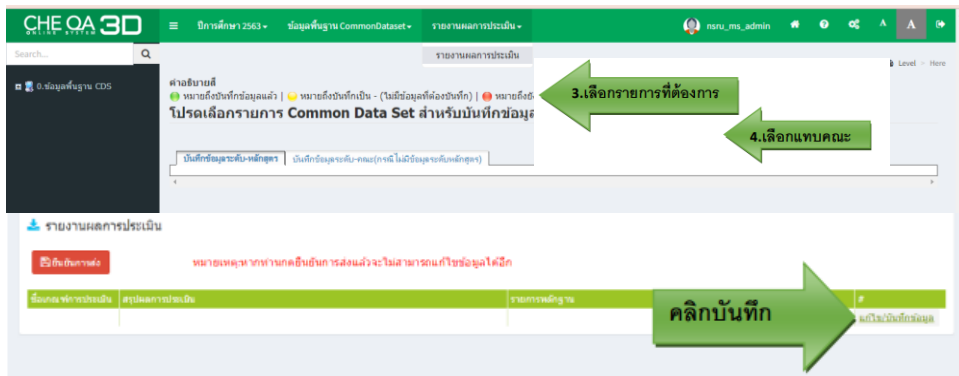 CHE QA 3D
ONLINE SYSTEM
ปีการศึกษา 2563
ข้อมูลพื้นฐาน CommonDataset
รายงานผลการประเมิน
nsru_ms_admin
A
A
Search...
รายงานผลการประเมิน
Level > Here
0.ข้อมูลพื้นฐาน CDS
คำอธิบายสี
หมายถึงบันทึกข้อมูลแล้ว | หมายถึงบันทึกเป็น - (ไม่มีข้อมูลที่ต้องบันทึก) | หมายถึงยัง
3.เลือกรายการที่ต้องการ
โปรดเลือกรายการ Common Data Set สำหรับบันทึกข้อมูล
4.เลือกแทบคณะ
บันทึกข้อมูลระดับ-หลักสูตร
บันทึกข้อมูลระดับ-คณะ(กรณีไม่มีข้อมูลระดับหลักสูตร)
รายงานผลการประเมิน
ยืนยันการส่ง
หมายเหตุ:หากท่านกดยืนยันการส่งแล้วจะไม่สามารถแก้ไขข้อมูลได้อีก
ชื่อเกณฑ์การประเมิน
สรุปผลการประเมิน
รายการหลักฐาน
#
คลิกบันทึก
แก้ไข/บันทึกข้อมูล